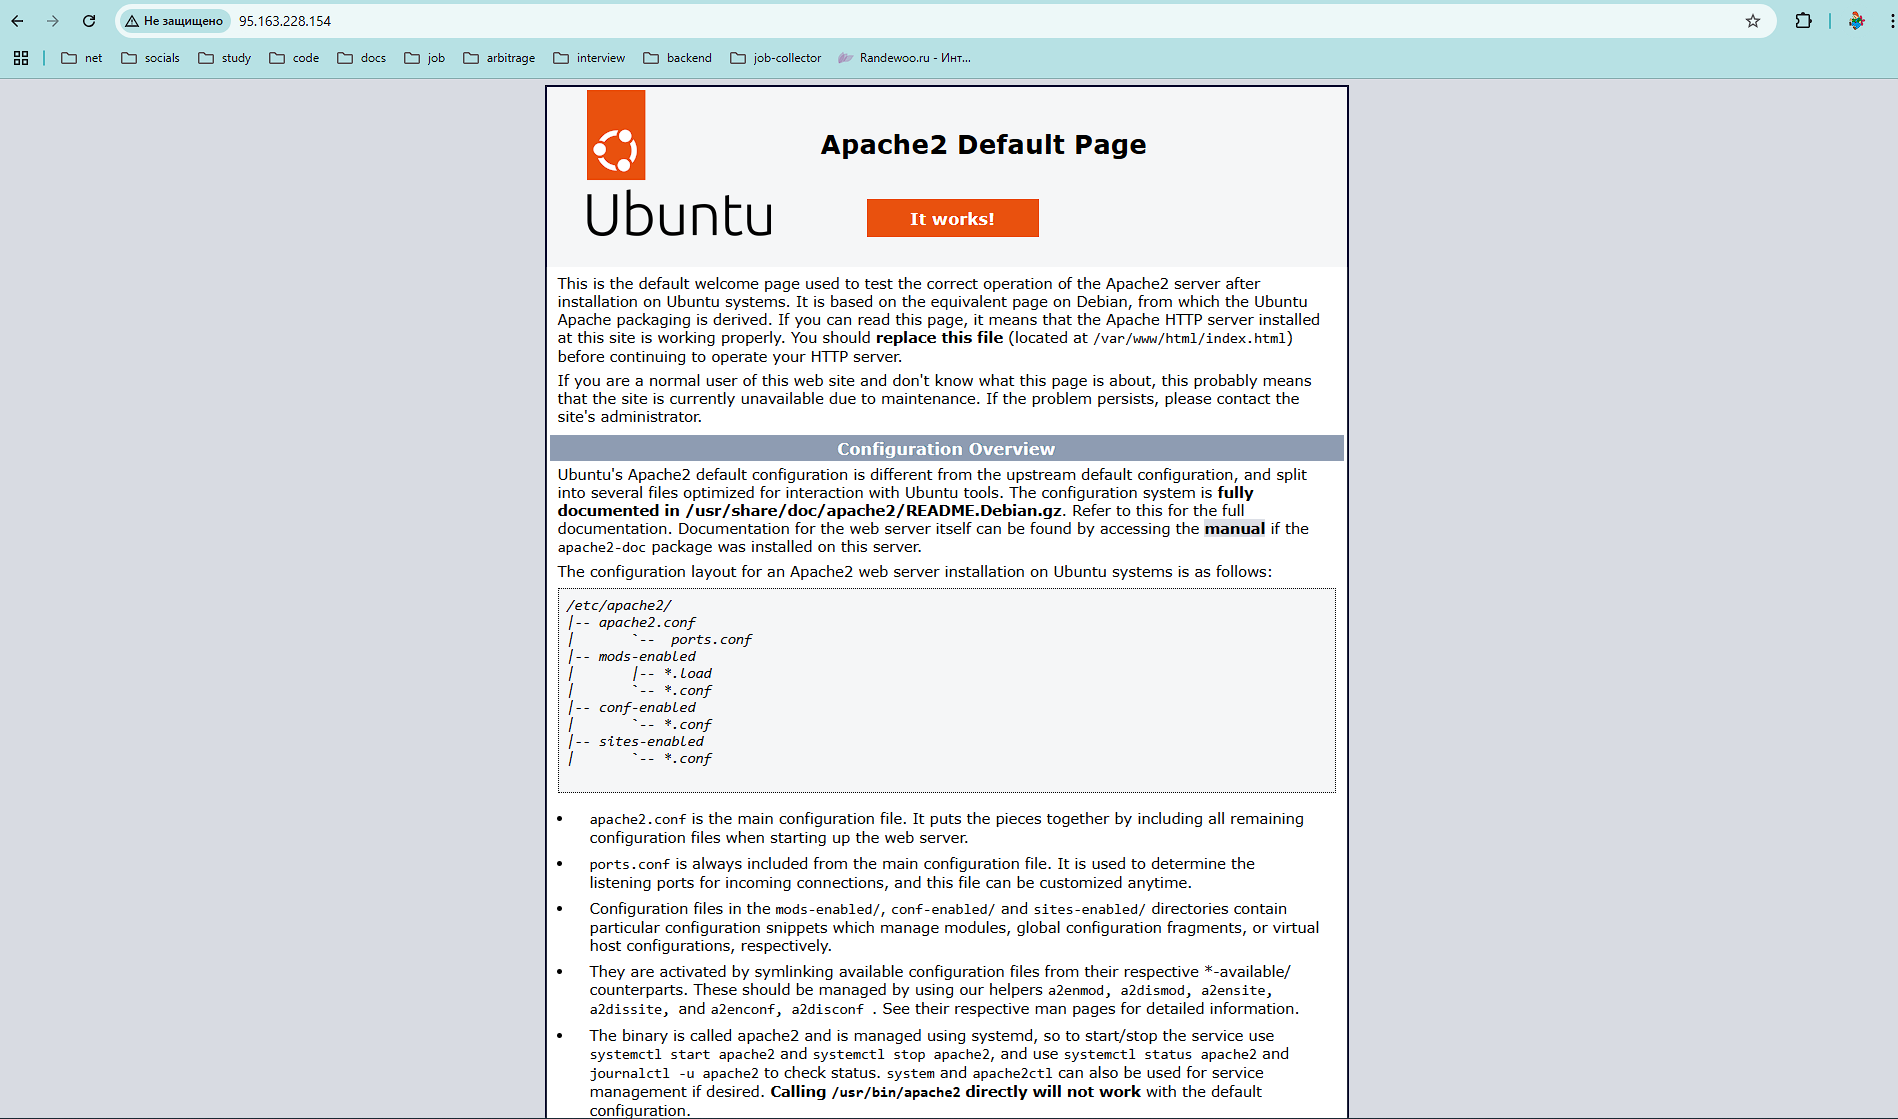 Не защищено 95.163.228.154
net socials study code docs job arbitrage interview backend job-collector Randewoo.ru - Инт...
Apache2 Default Page
Ubuntu
It works!
This is the default welcome page used to test the correct operation of the Apache2 server after
installation on Ubuntu systems. It is based on the equivalent page on Debian, from which the Ubuntu
Apache packaging is derived. If you can read this page, it means that the Apache HTTP server installed
at this site is working properly. You should replace this file (located at /var/www/html/index.html)
before continuing to operate your HTTP server.
If you are a normal user of this web site and don't know what this page is about, this probably means
that the site is currently unavailable due to maintenance. If the problem persists, please contact the
site's administrator.
Configuration Overview
Ubuntu's Apache2 default configuration is different from the upstream default configuration, and split
into several files optimized for interaction with Ubuntu tools. The configuration system is fully
documented in /usr/share/doc/apache2/README.Debian.gz. Refer to this for the full
documentation. Documentation for the web server itself can be found by accessing the manual if the
apache2-doc package was installed on this server.
The configuration layout for an Apache2 web server installation on Ubuntu systems is as follows:
/etc/apache2/
|-- apache2.conf
|       `--  ports.conf
|-- mods-enabled
|       |-- *.load
|       `-- *.conf
|-- conf-enabled
|       `-- *.conf
|-- sites-enabled
|       `-- *.conf
• apache2.conf is the main configuration file. It puts the pieces together by including all remaining
configuration files when starting up the web server.
• ports.conf is always included from the main configuration file. It is used to determine the
listening ports for incoming connections, and this file can be customized anytime.
• Configuration files in the mods-enabled/, conf-enabled/ and sites-enabled/ directories contain
particular configuration snippets which manage modules, global configuration fragments, or virtual
host configurations, respectively.
• They are activated by symlinking available configuration files from their respective *-available/
counterparts. These should be managed by using our helpers a2enmod, a2dismod, a2ensite,
a2dissite, and a2enconf, a2disconf . See their respective man pages for detailed information.
• The binary is called apache2 and is managed using systemd, so to start/stop the service use
systemctl start apache2 and systemctl stop apache2, and use systemctl status apache2 and
journalctl -u apache2 to check status. system and apache2ctl can also be used for service
management if desired. Calling /usr/bin/apache2 directly will not work with the default
configuration.